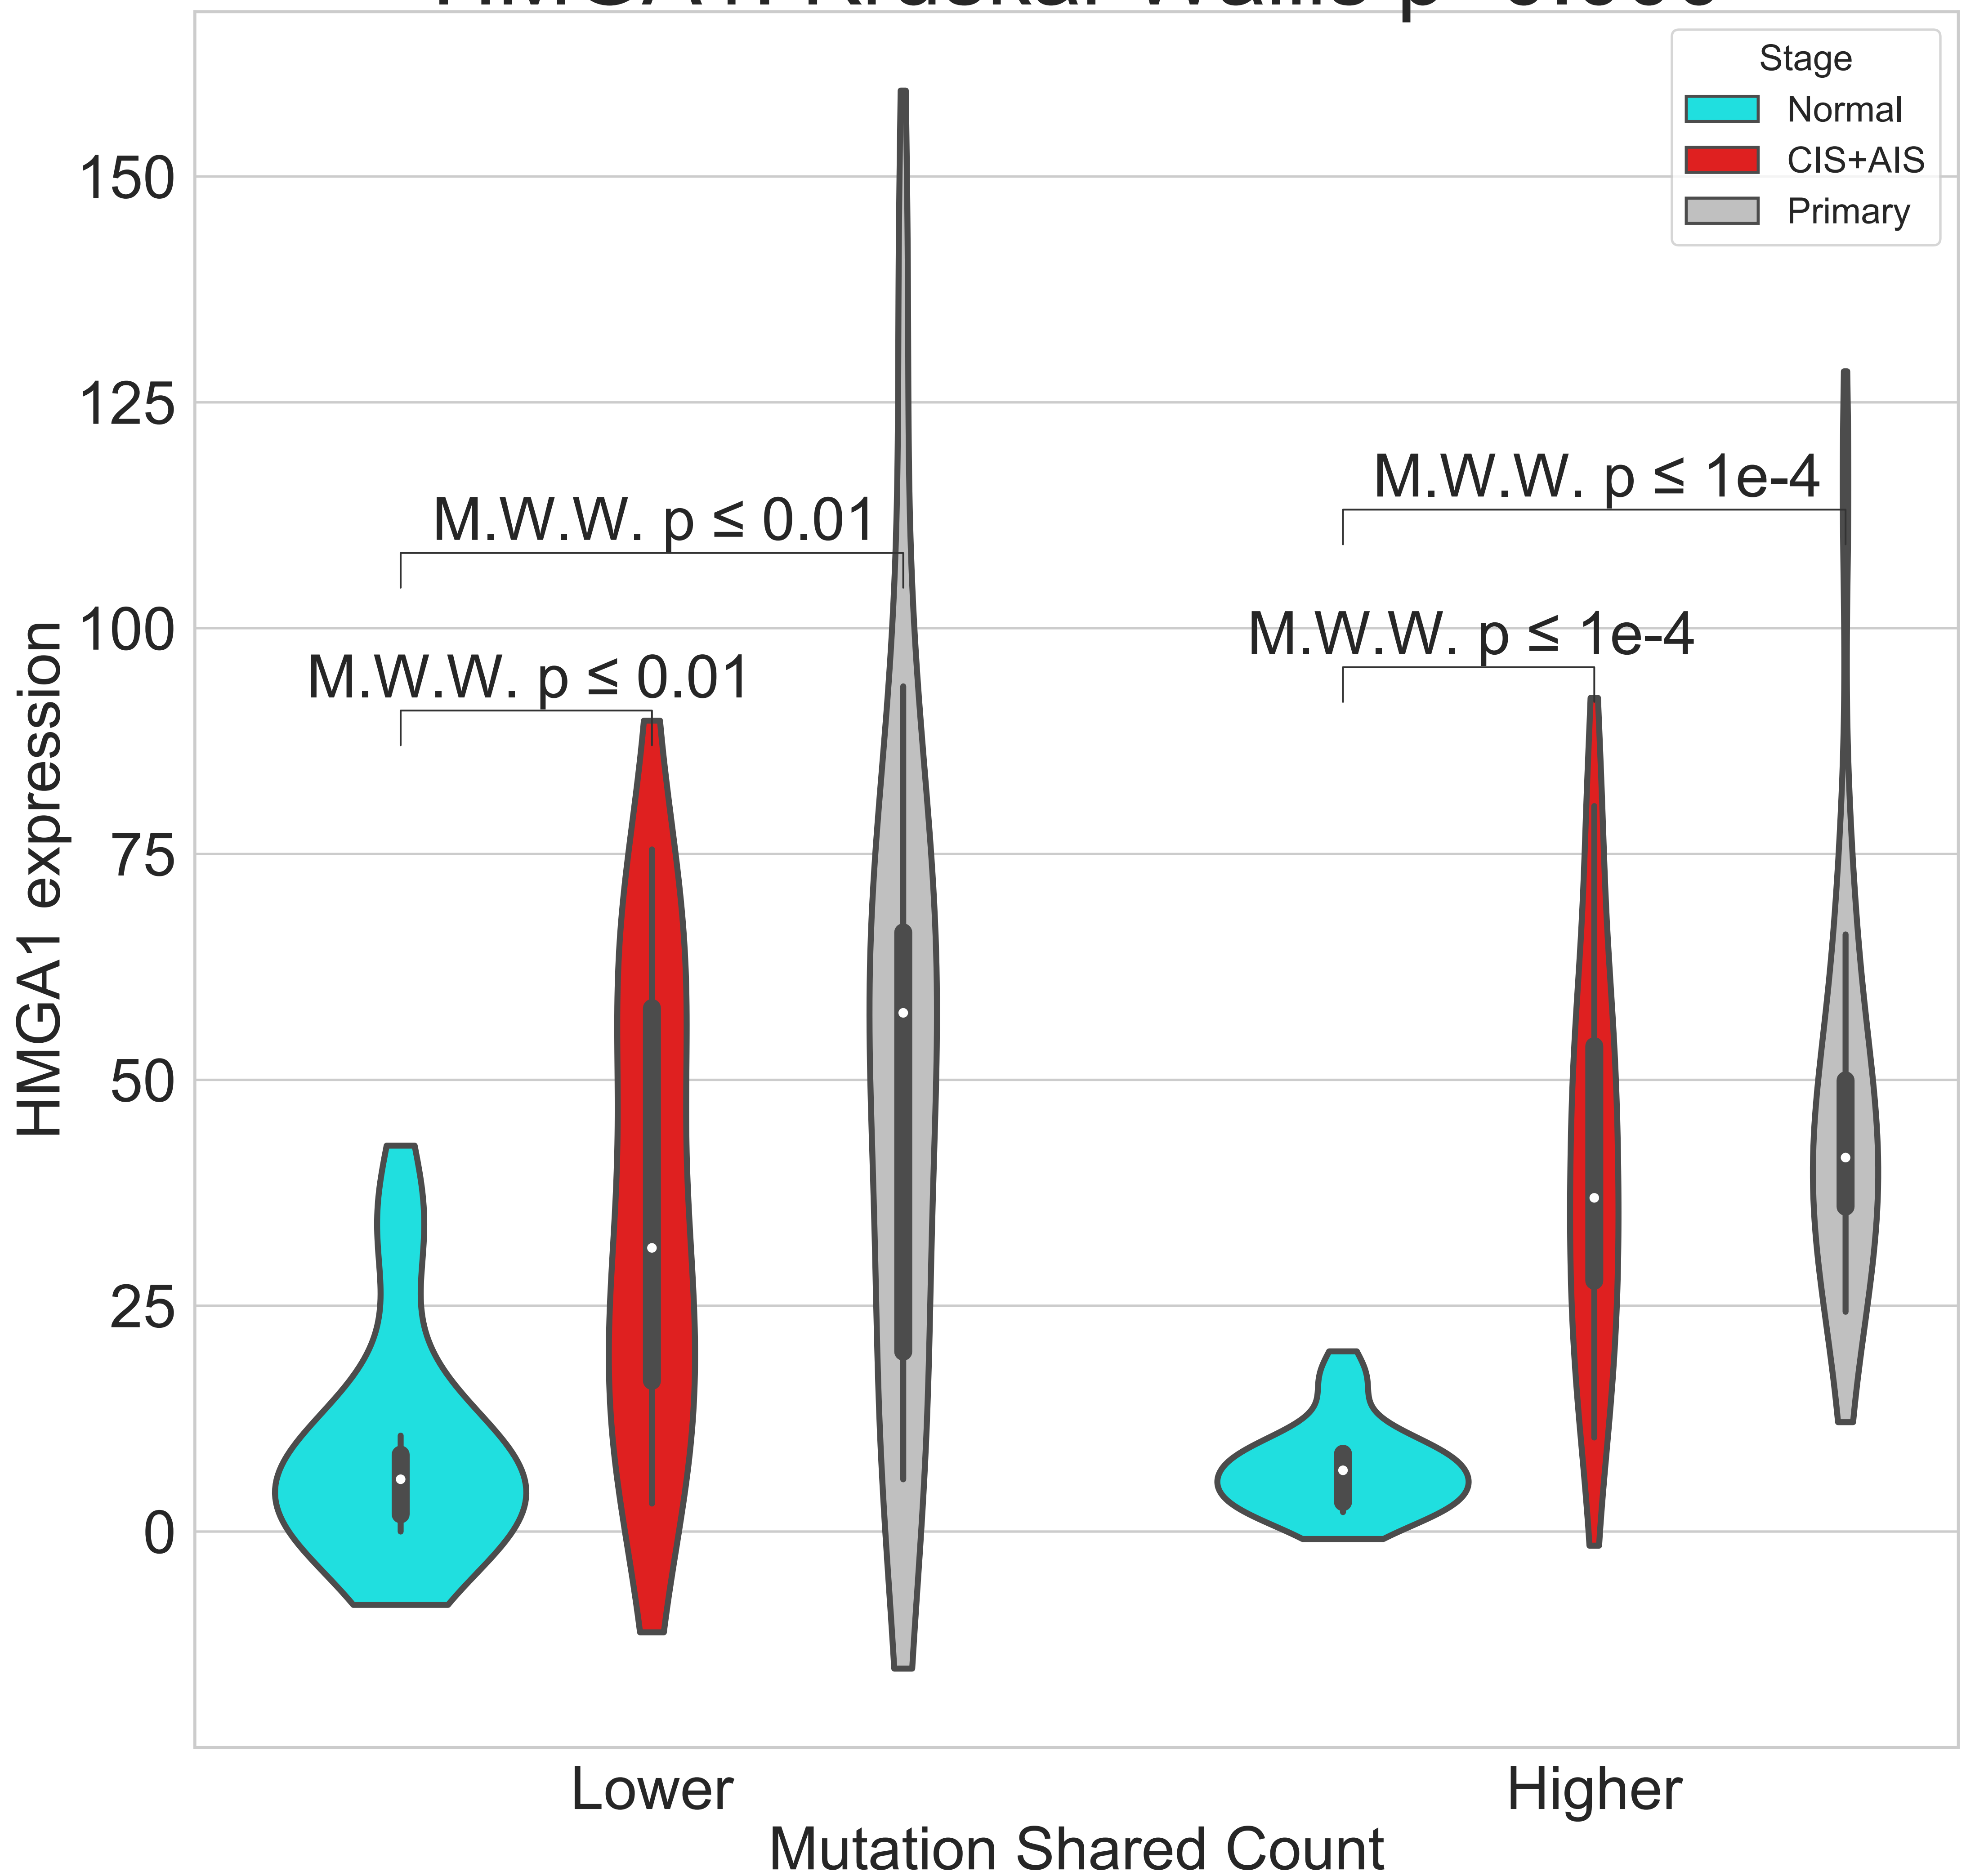 Stage
Normal
CIS+AIS
Primary
150
125
100
75
50
25
0
HMGA1 expression
M.W.W. p ≤ 0.01
M.W.W. p ≤ 0.01
M.W.W. p ≤ 1e-4
M.W.W. p ≤ 1e-4
Lower
Higher
Mutation Shared Count